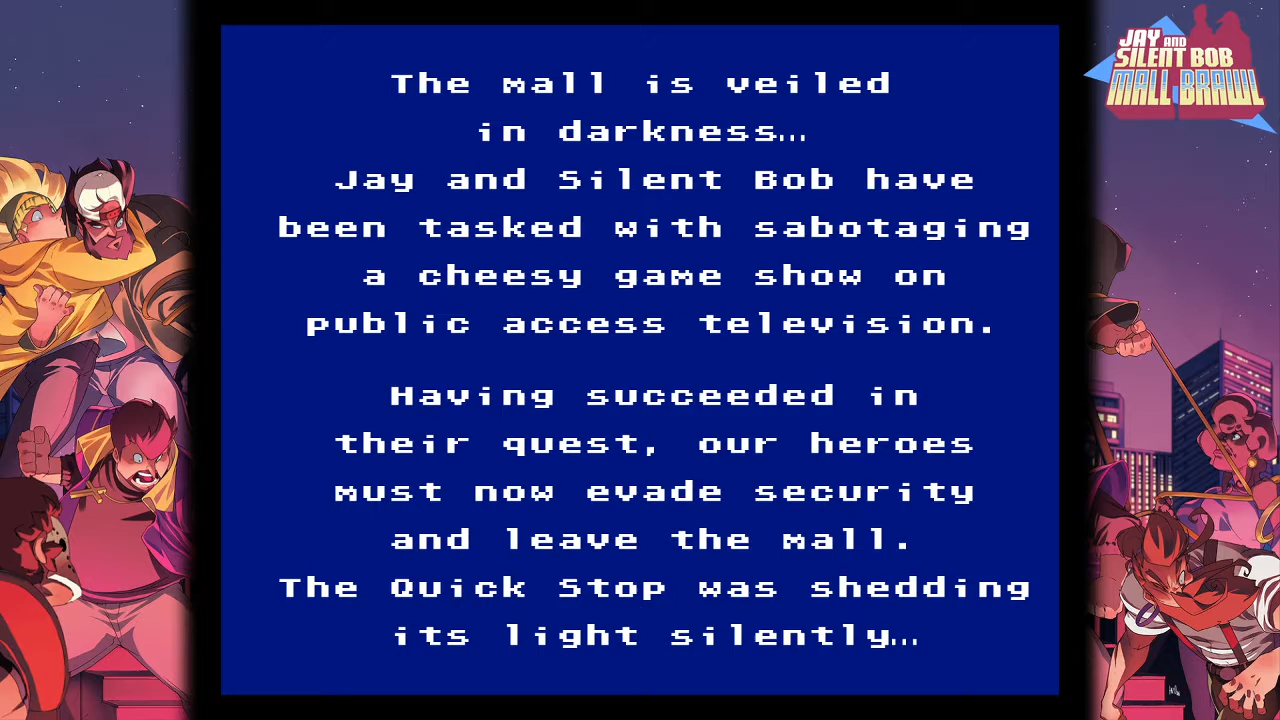 JAY AND
SILENT BOB
MALL BRAWL
The mall is veiled
in darkness...
Jay and Silent Bob have
been tasked with sabotaging
a cheesy game show on
public access television.
Having succeeded in
their quest, our heroes
must now evade security
and leave the mall.
The Quick Stop was shedding
its light silently...